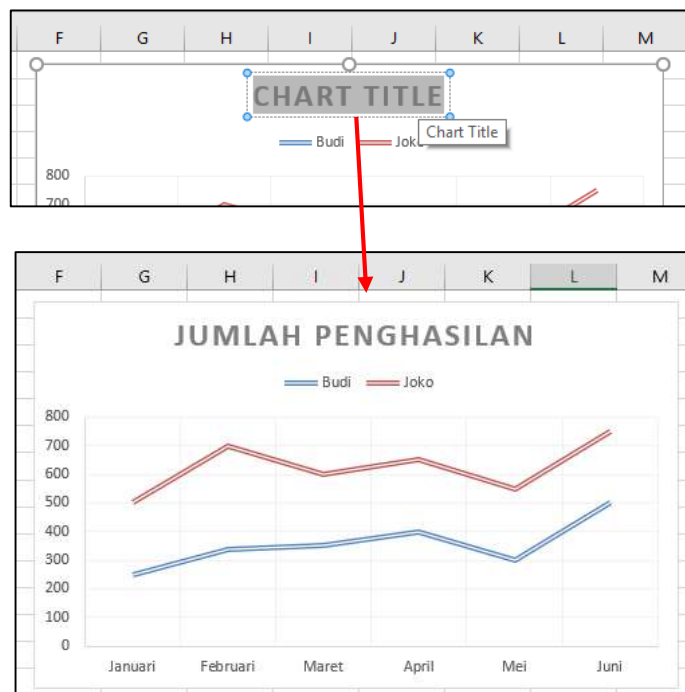 F G H I J K L M
CHART TITLE
Budi Joko
Chart Title
800
700
F G H I J K L M
JUMLAH PENGHASILAN
Budi Joko
800
700
600
500
400
300
200
100
0
Januari Februari Maret April Mei Juni